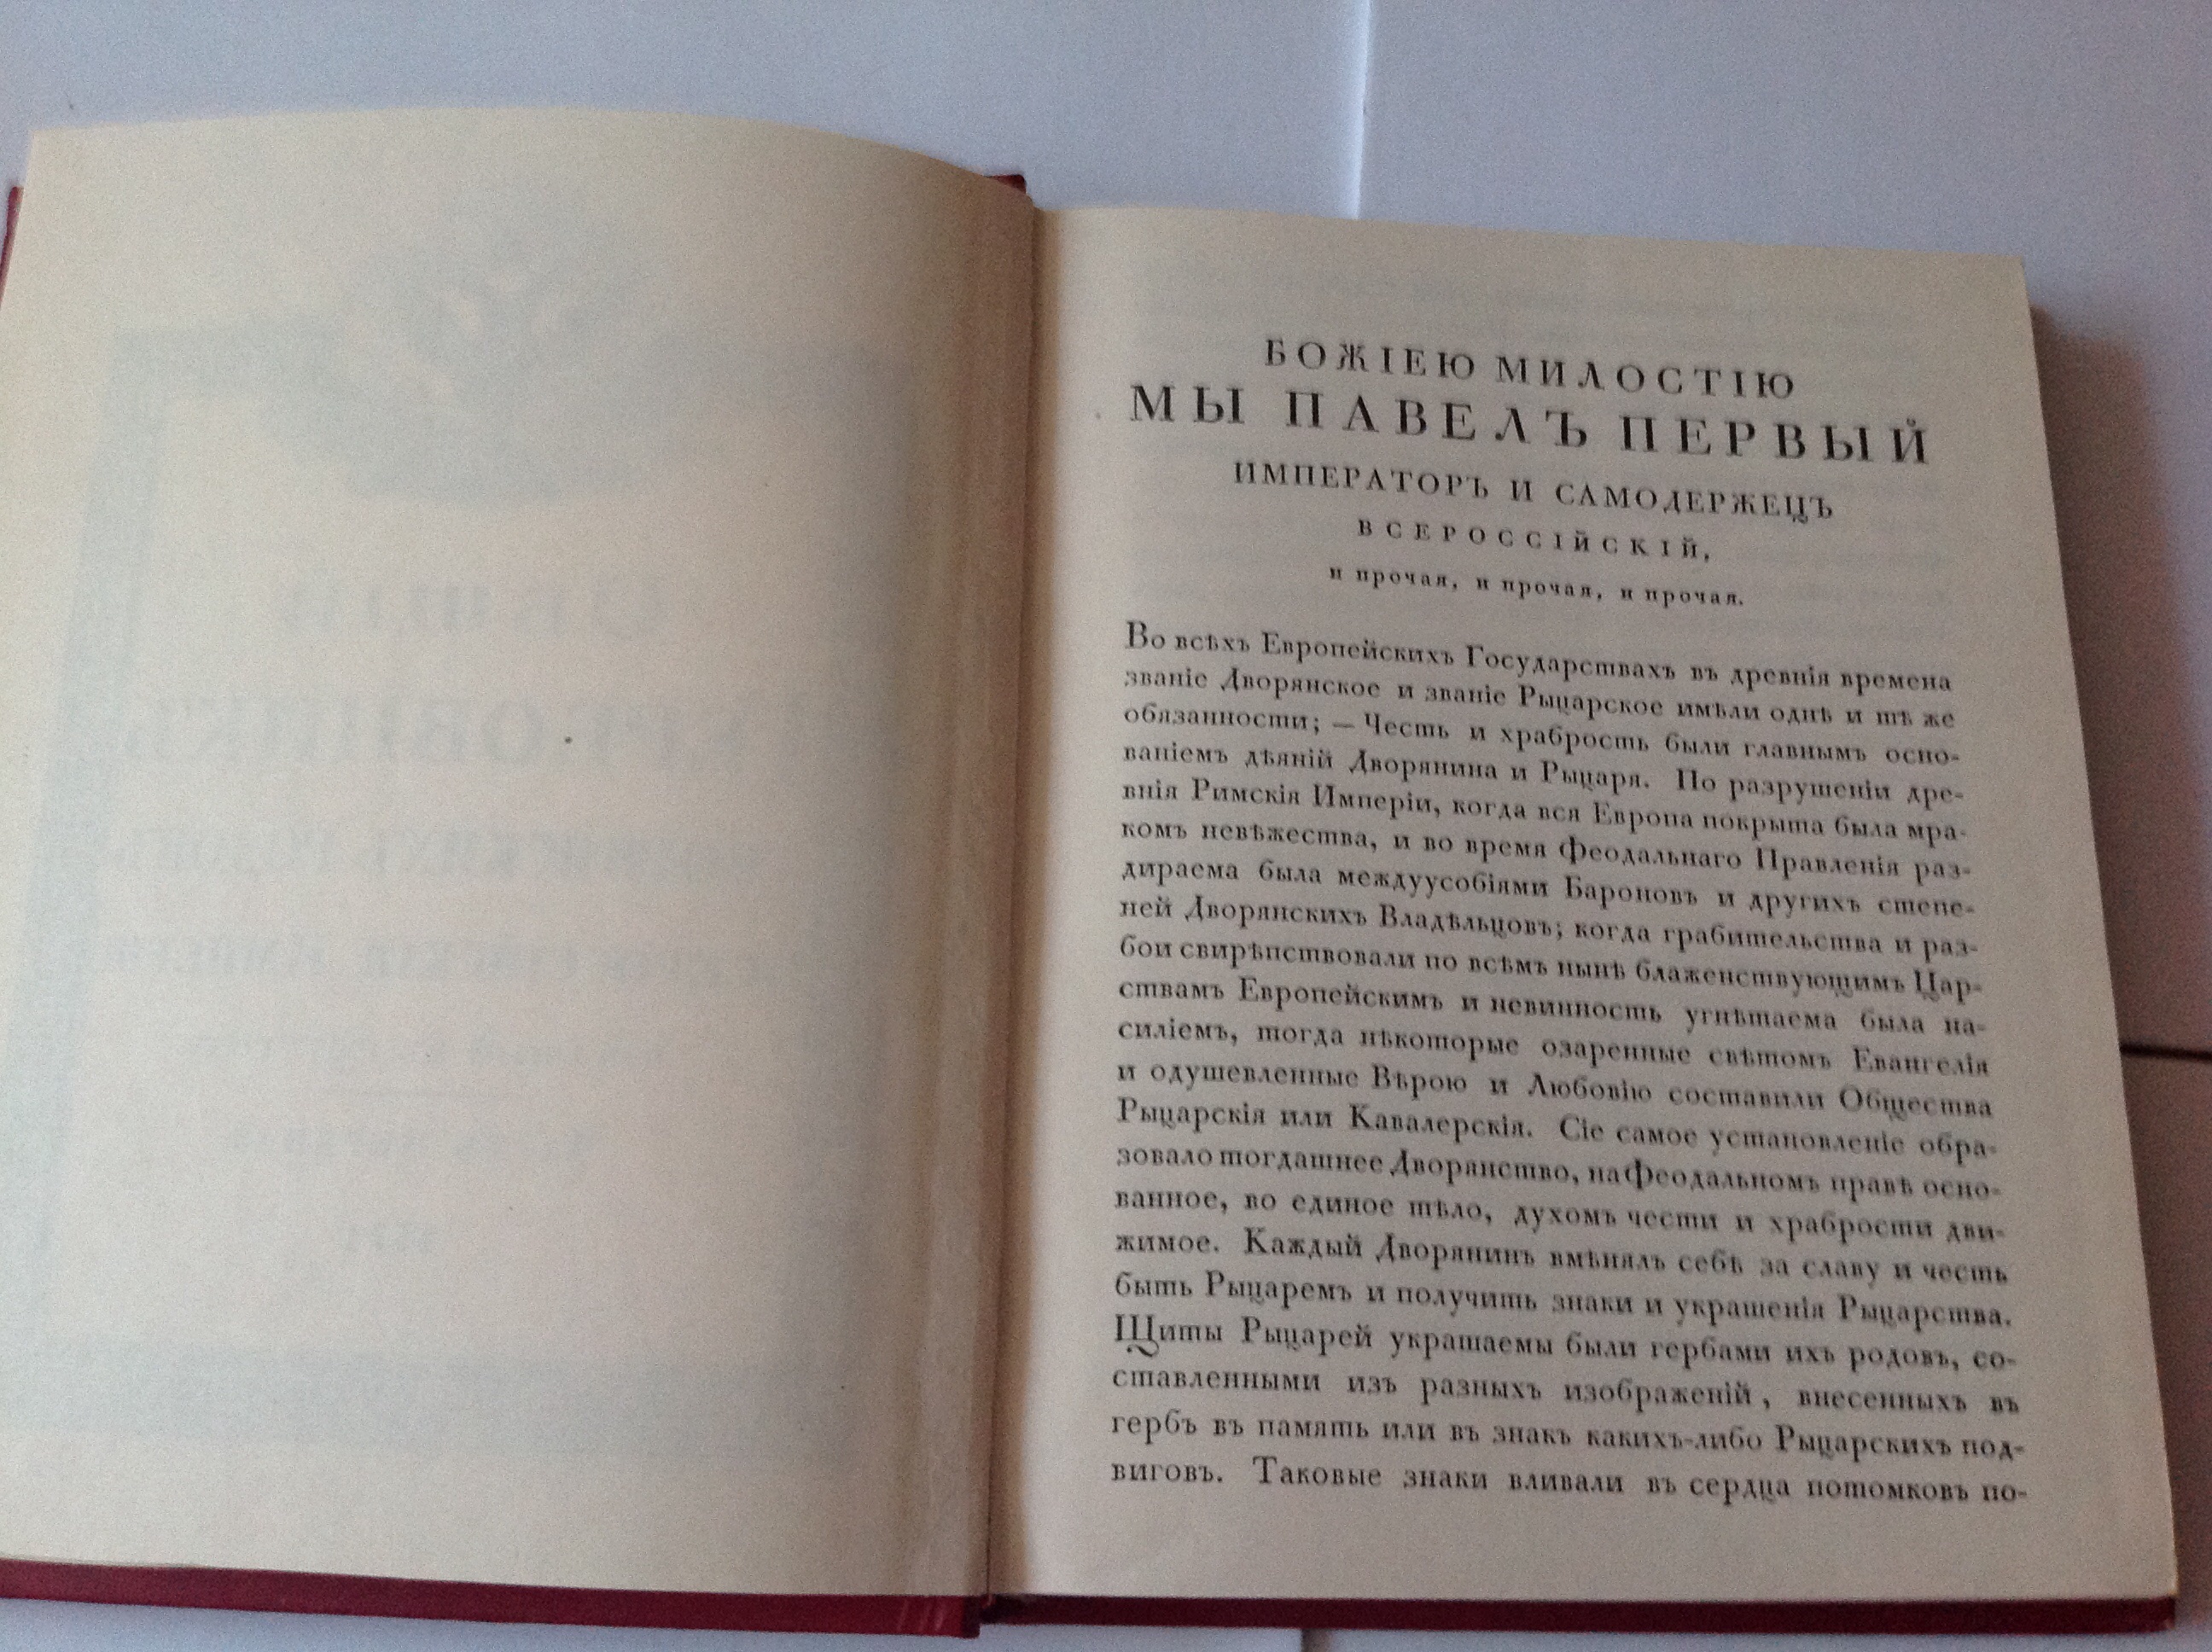 БОЖІЕЮ МИЛОСТІЮ
МЫ ПАВЕЛЪ ПЕРВЫЙ
ИМПЕРАТОРЪ И САМОДЕРЖЕЦЪ
ВСЕРОССІЙСКІЙ,
и прочая, и прочая, и прочая.
Во всѣхъ Европейскихъ Государствахъ въ древнія времена
званіе Дворянское и званіе Рыцарское имѣли однѣ и тѣ же
обязанности; — Честь и храбрость были главнымъ осно-
ваніемъ дѣяній Дворянина и Рыцаря. По разрушеніи дре-
внія Римскія Имперіи, когда вся Европа покрыта была мра-
комъ невѣжества, и во время Феодальнаго Правленія раз-
дираема была междуусобіями Бароновъ и другихъ степе-
ней Дворянскихъ Владѣльцовъ; когда грабительства и раз-
бои свирѣпствовали по всѣмъ нынѣ блаженствующимъ Цар-
ствамъ Европейскимъ и невинность угнѣтаема была на-
силіемъ, тогда нѣкоторые озаренные свѣтомъ Евангелія
и одушевленные Вѣрою и Любовію составили Общества
Рыцарскія или Кавалерскія. Сіе самое установленіе обра-
зовало тогдашнее Дворянство, на Феодальномъ правѣ осно-
ванное, во единое тѣло, духомъ чести и храбрости дви-
жимое. Каждый Дворянинъ вмѣнялъ себѣ за славу и честь
быть Рыцаремъ и получить знаки и украшенія Рыцарства.
Щиты Рыцарей украшаемы были гербами ихъ родовъ, со-
ставленными изъ разныхъ изображеній, внесенныхъ въ
гербъ въ память или въ знакъ какихъ-либо Рыцарскихъ под-
виговъ. Таковые знаки вливали въ сердца потомковъ по-